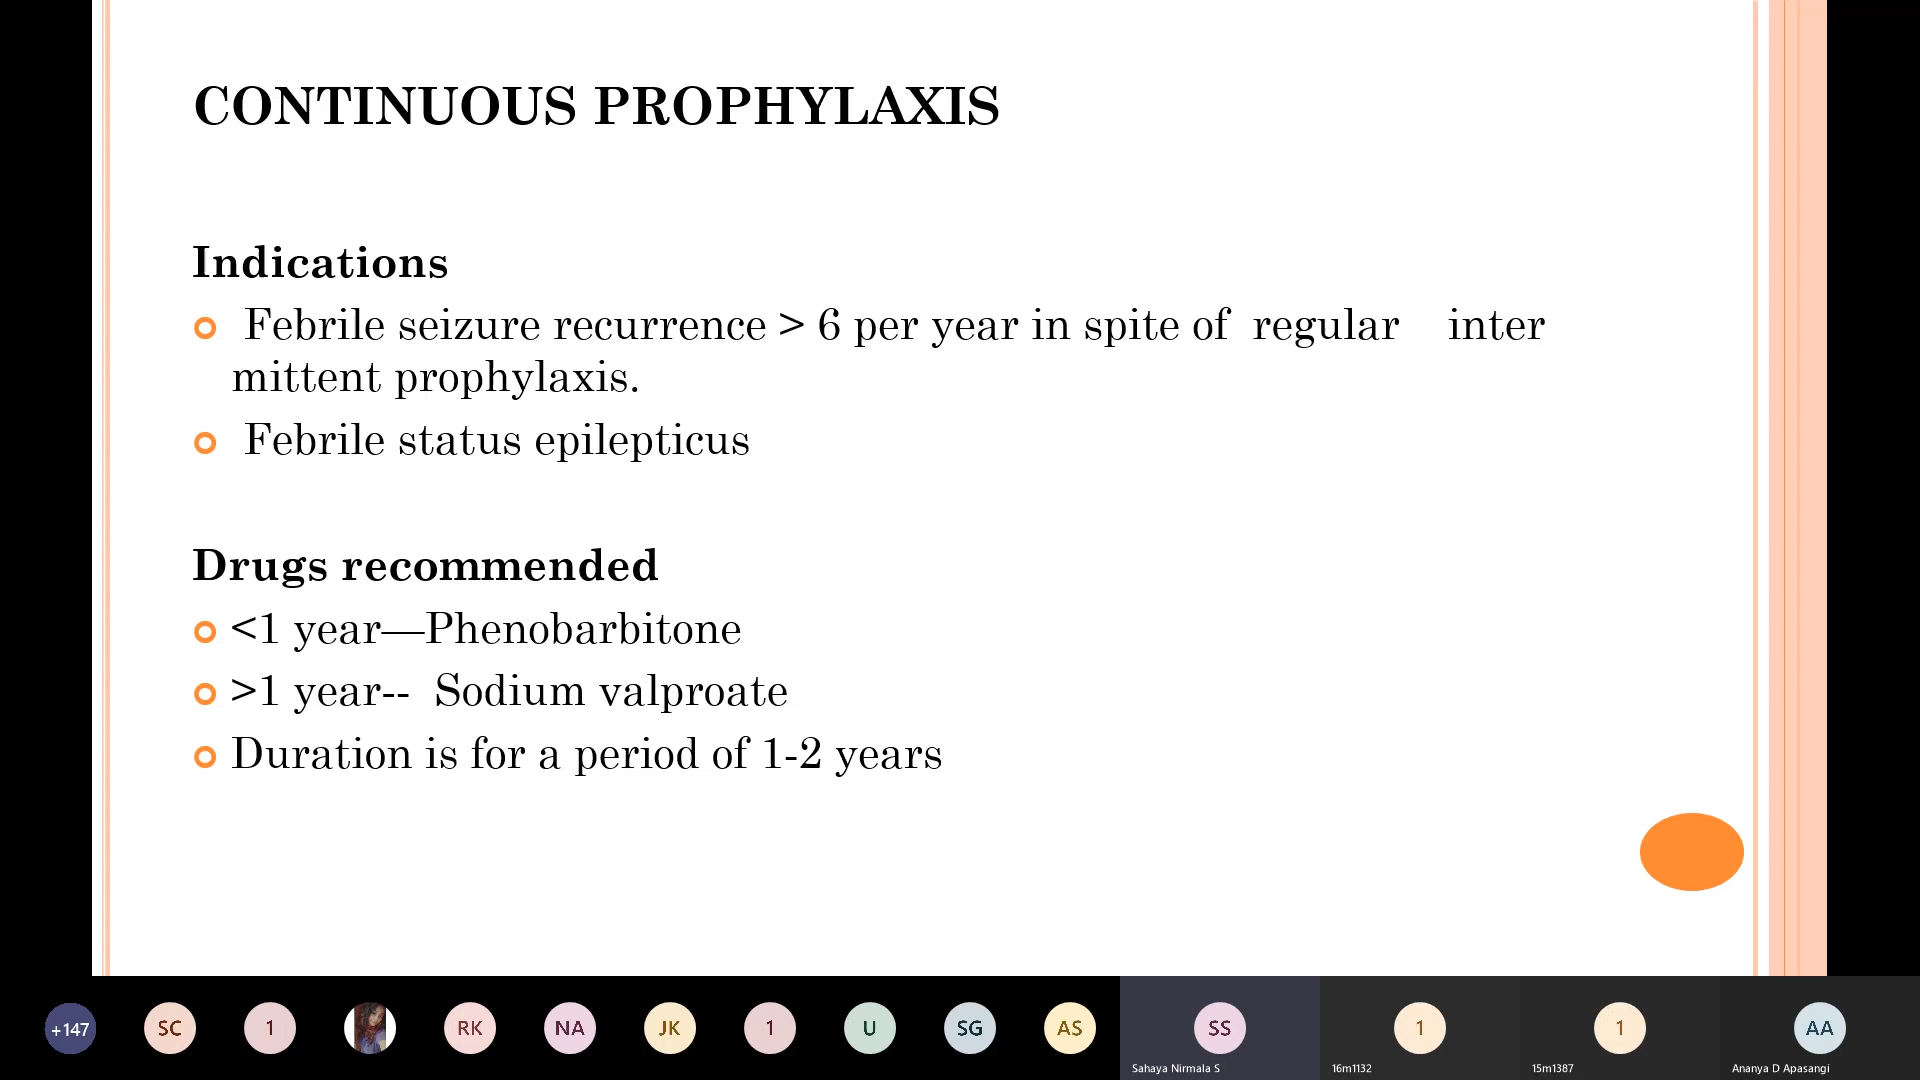 CONTINUOUS PROPHYLAXIS
Indications
Febrile seizure recurrence > 6 per year in spite of regular inter
mittent prophylaxis.
Febrile status epilepticus
Drugs recommended
<1 year—Phenobarbitone
>1 year-- Sodium valproate
Duration is for a period of 1-2 years
+147 SC 1 RK NA JK 1 U SG AS SS 1 1 AA
Sahaya Nirmala S 16m1132 15m1387 Ananya D Apasangi